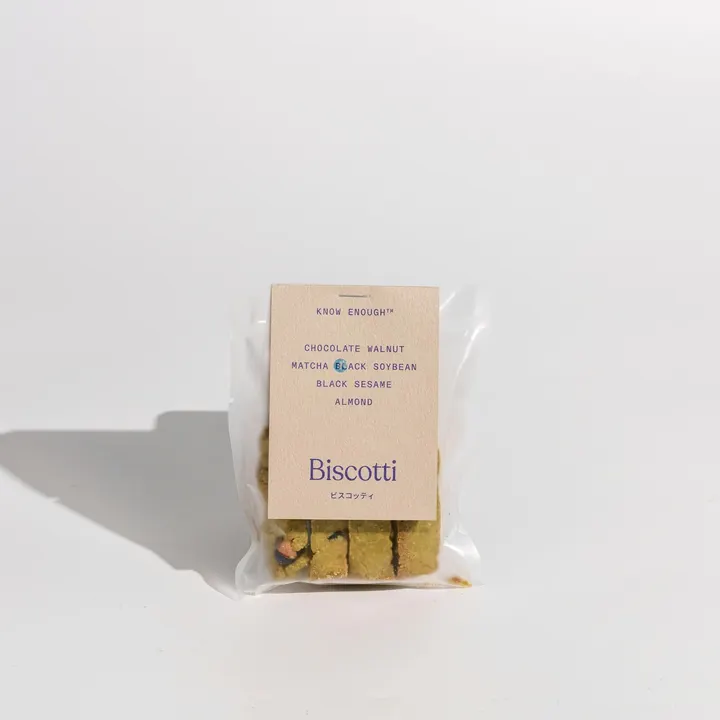 KNOW ENOUGH™
CHOCOLATE WALNUT
MATCHA BLACK SOYBEAN
BLACK SESAME
ALMOND
Biscotti
ビスコッティ